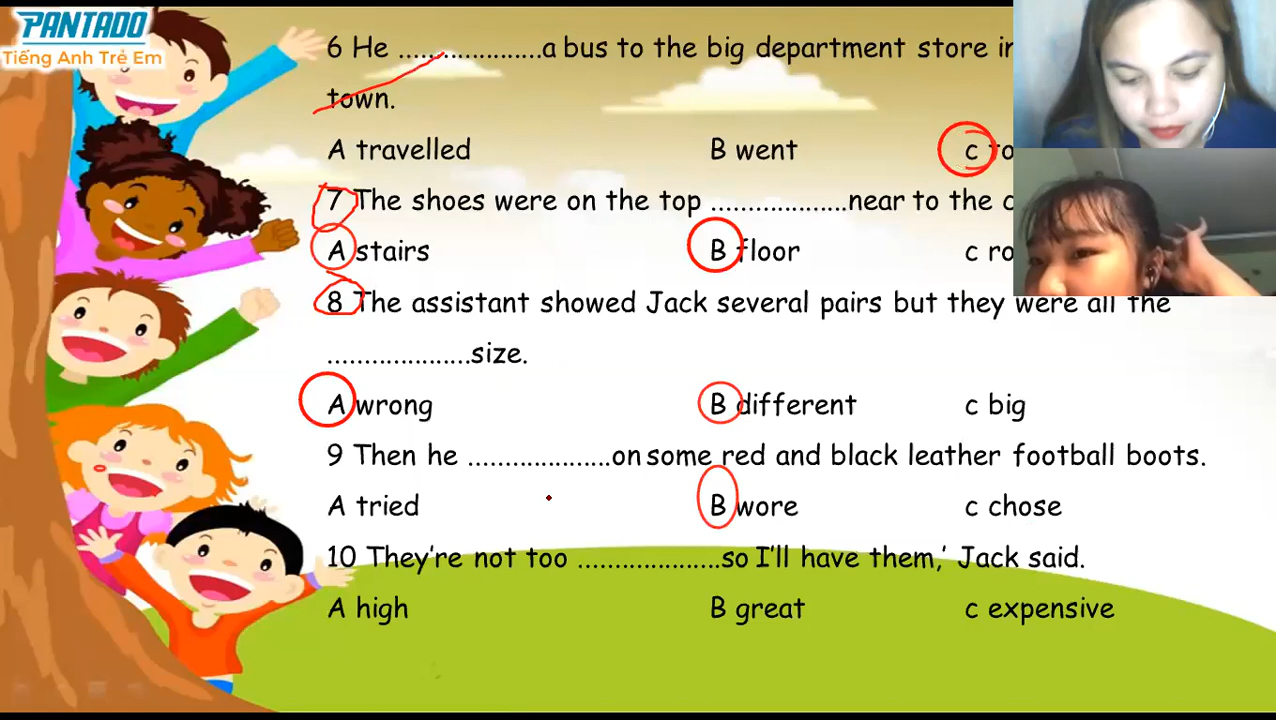 PANTADO
Tiếng Anh Trẻ Em
6 He ...................a bus to the big department store in
town.
A travelled B went c to
7 The shoes were on the top ..................near to the c
A stairs B floor c ro
8 The assistant showed Jack several pairs but they were all the
...................size.
A wrong B different c big
9 Then he ...................on some red and black leather football boots.
A tried B wore c chose
10 They're not too ...................so I'll have them,' Jack said.
A high B great c expensive